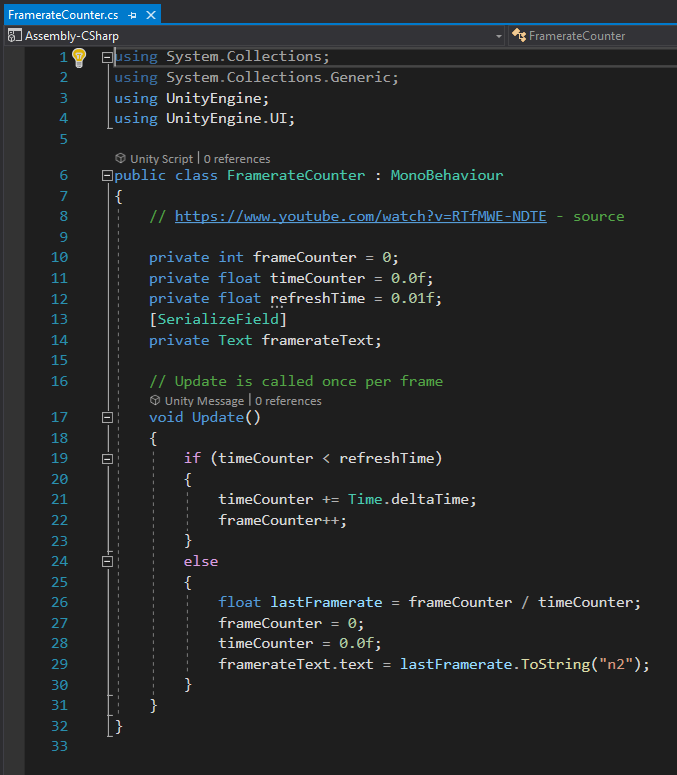 FramerateCounter.cs
Assembly-CSharp FramerateCounter
1 using System.Collections;
2 using System.Collections.Generic;
3 using UnityEngine;
4 using UnityEngine.UI;
5
Unity Script | 0 references
6 public class FramerateCounter : MonoBehaviour
7 {
8 // https://www.youtube.com/watch?v=RTfMWE-NDTE - source
9
10 private int frameCounter = 0;
11 private float timeCounter = 0.0f;
12 private float refreshTime = 0.01f;
13 [SerializeField]
14 private Text framerateText;
15
16 // Update is called once per frame
Unity Message | 0 references
17 void Update()
18 {
19 if (timeCounter < refreshTime)
20 {
21 timeCounter += Time.deltaTime;
22 frameCounter++;
23 }
24 else
25 {
26 float lastFramerate = frameCounter / timeCounter;
27 frameCounter = 0;
28 timeCounter = 0.0f;
29 framerateText.text = lastFramerate.ToString("n2");
30 }
31 }
32 }
33